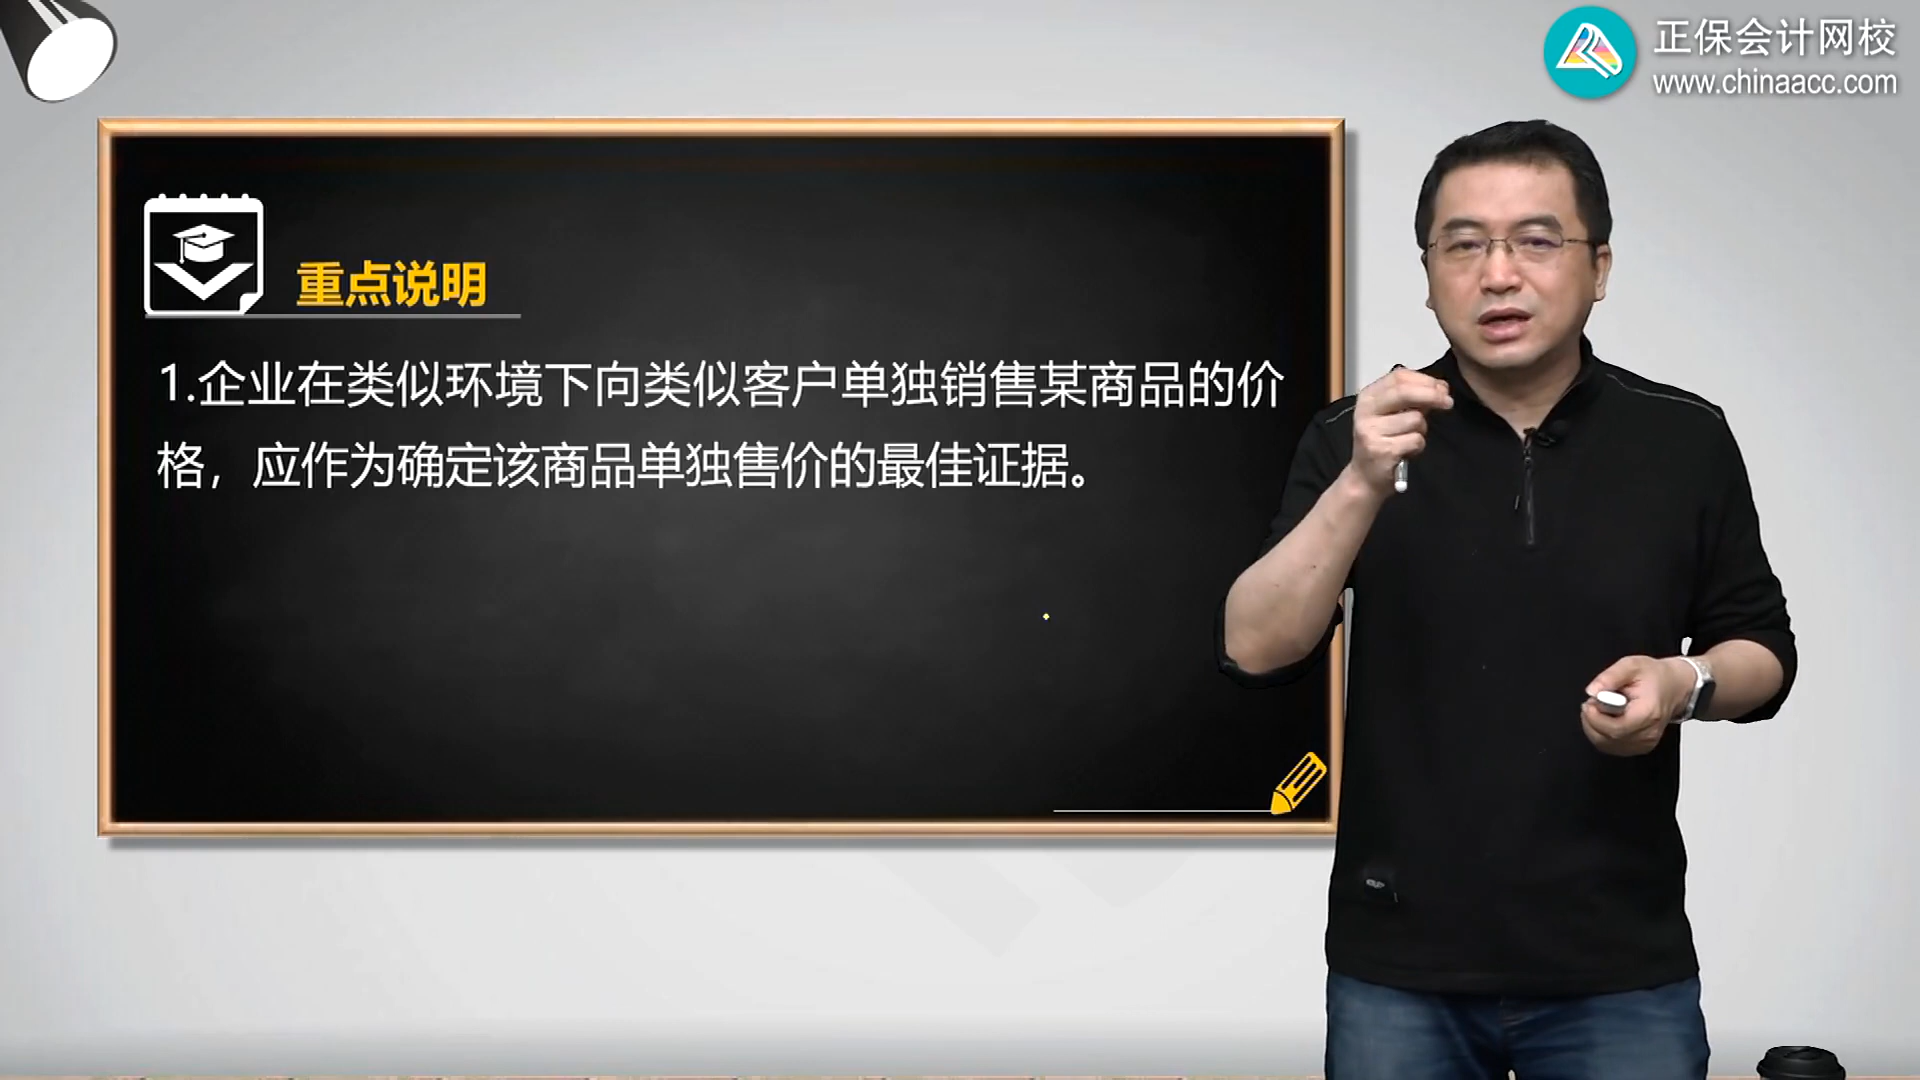 正保会计网校
www.chinaacc.com
重点说明
1.企业在类似环境下向类似客户单独销售某商品的价
格，应作为确定该商品单独售价的最佳证据。